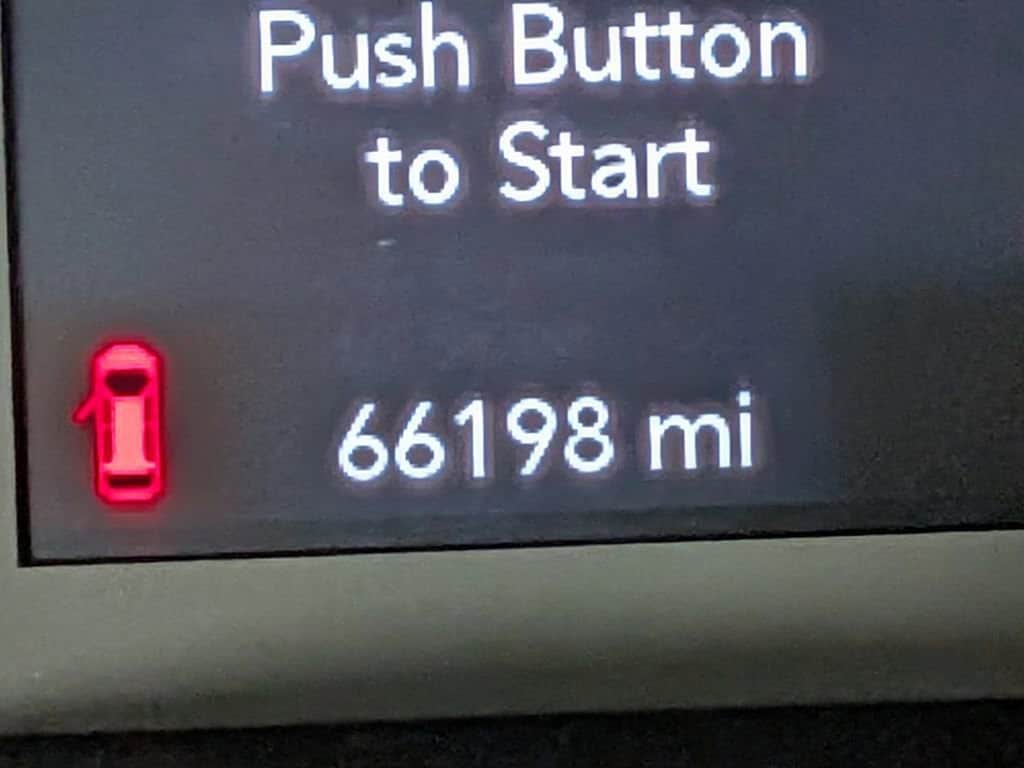 Push Button
to Start
66198 mi